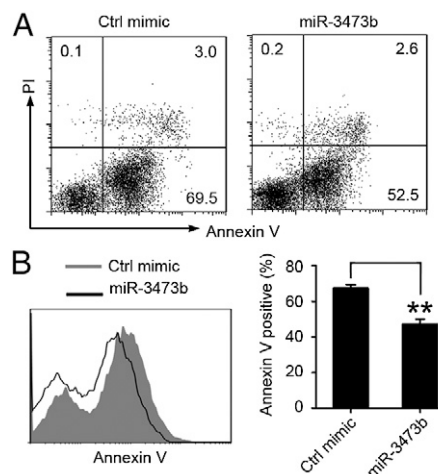 A
Ctrl mimic
miR-3473b
0.1
3.0
0.2
2.6
PI
69.5
52.5
Annexin V
B
Ctrl mimic
miR-3473b
Annexin V
Annexin V positive (%)
80
60
40
20
0
**
Ctrl mimic
miR-3473b